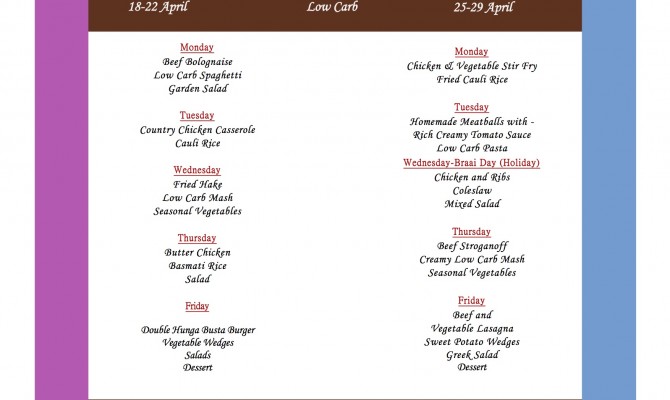 18-22 April
Low Carb
25-29 April
Monday
Beef Bolognaise
Low Carb Spaghetti
Garden Salad
Tuesday
Country Chicken Casserole
Cauli Rice
Wednesday
Fried Hake
Low Carb Mash
Seasonal Vegetables
Thursday
Butter Chicken
Basmati Rice
Salad
Friday
Double Hunga Busta Burger
Vegetable Wedges
Salads
Dessert
Monday
Chicken & Vegetable Stir Fry
Fried Cauli Rice
Tuesday
Homemade Meatballs with -
Rich Creamy Tomato Sauce
Low Carb Pasta
Wednesday-Braai Day (Holiday)
Chicken and Ribs
Coleslaw
Mixed Salad
Thursday
Beef Stroganoff
Creamy Low Carb Mash
Seasonal Vegetables
Friday
Beef and
Vegetable Lasagna
Sweet Potato Wedges
Greek Salad
Dessert